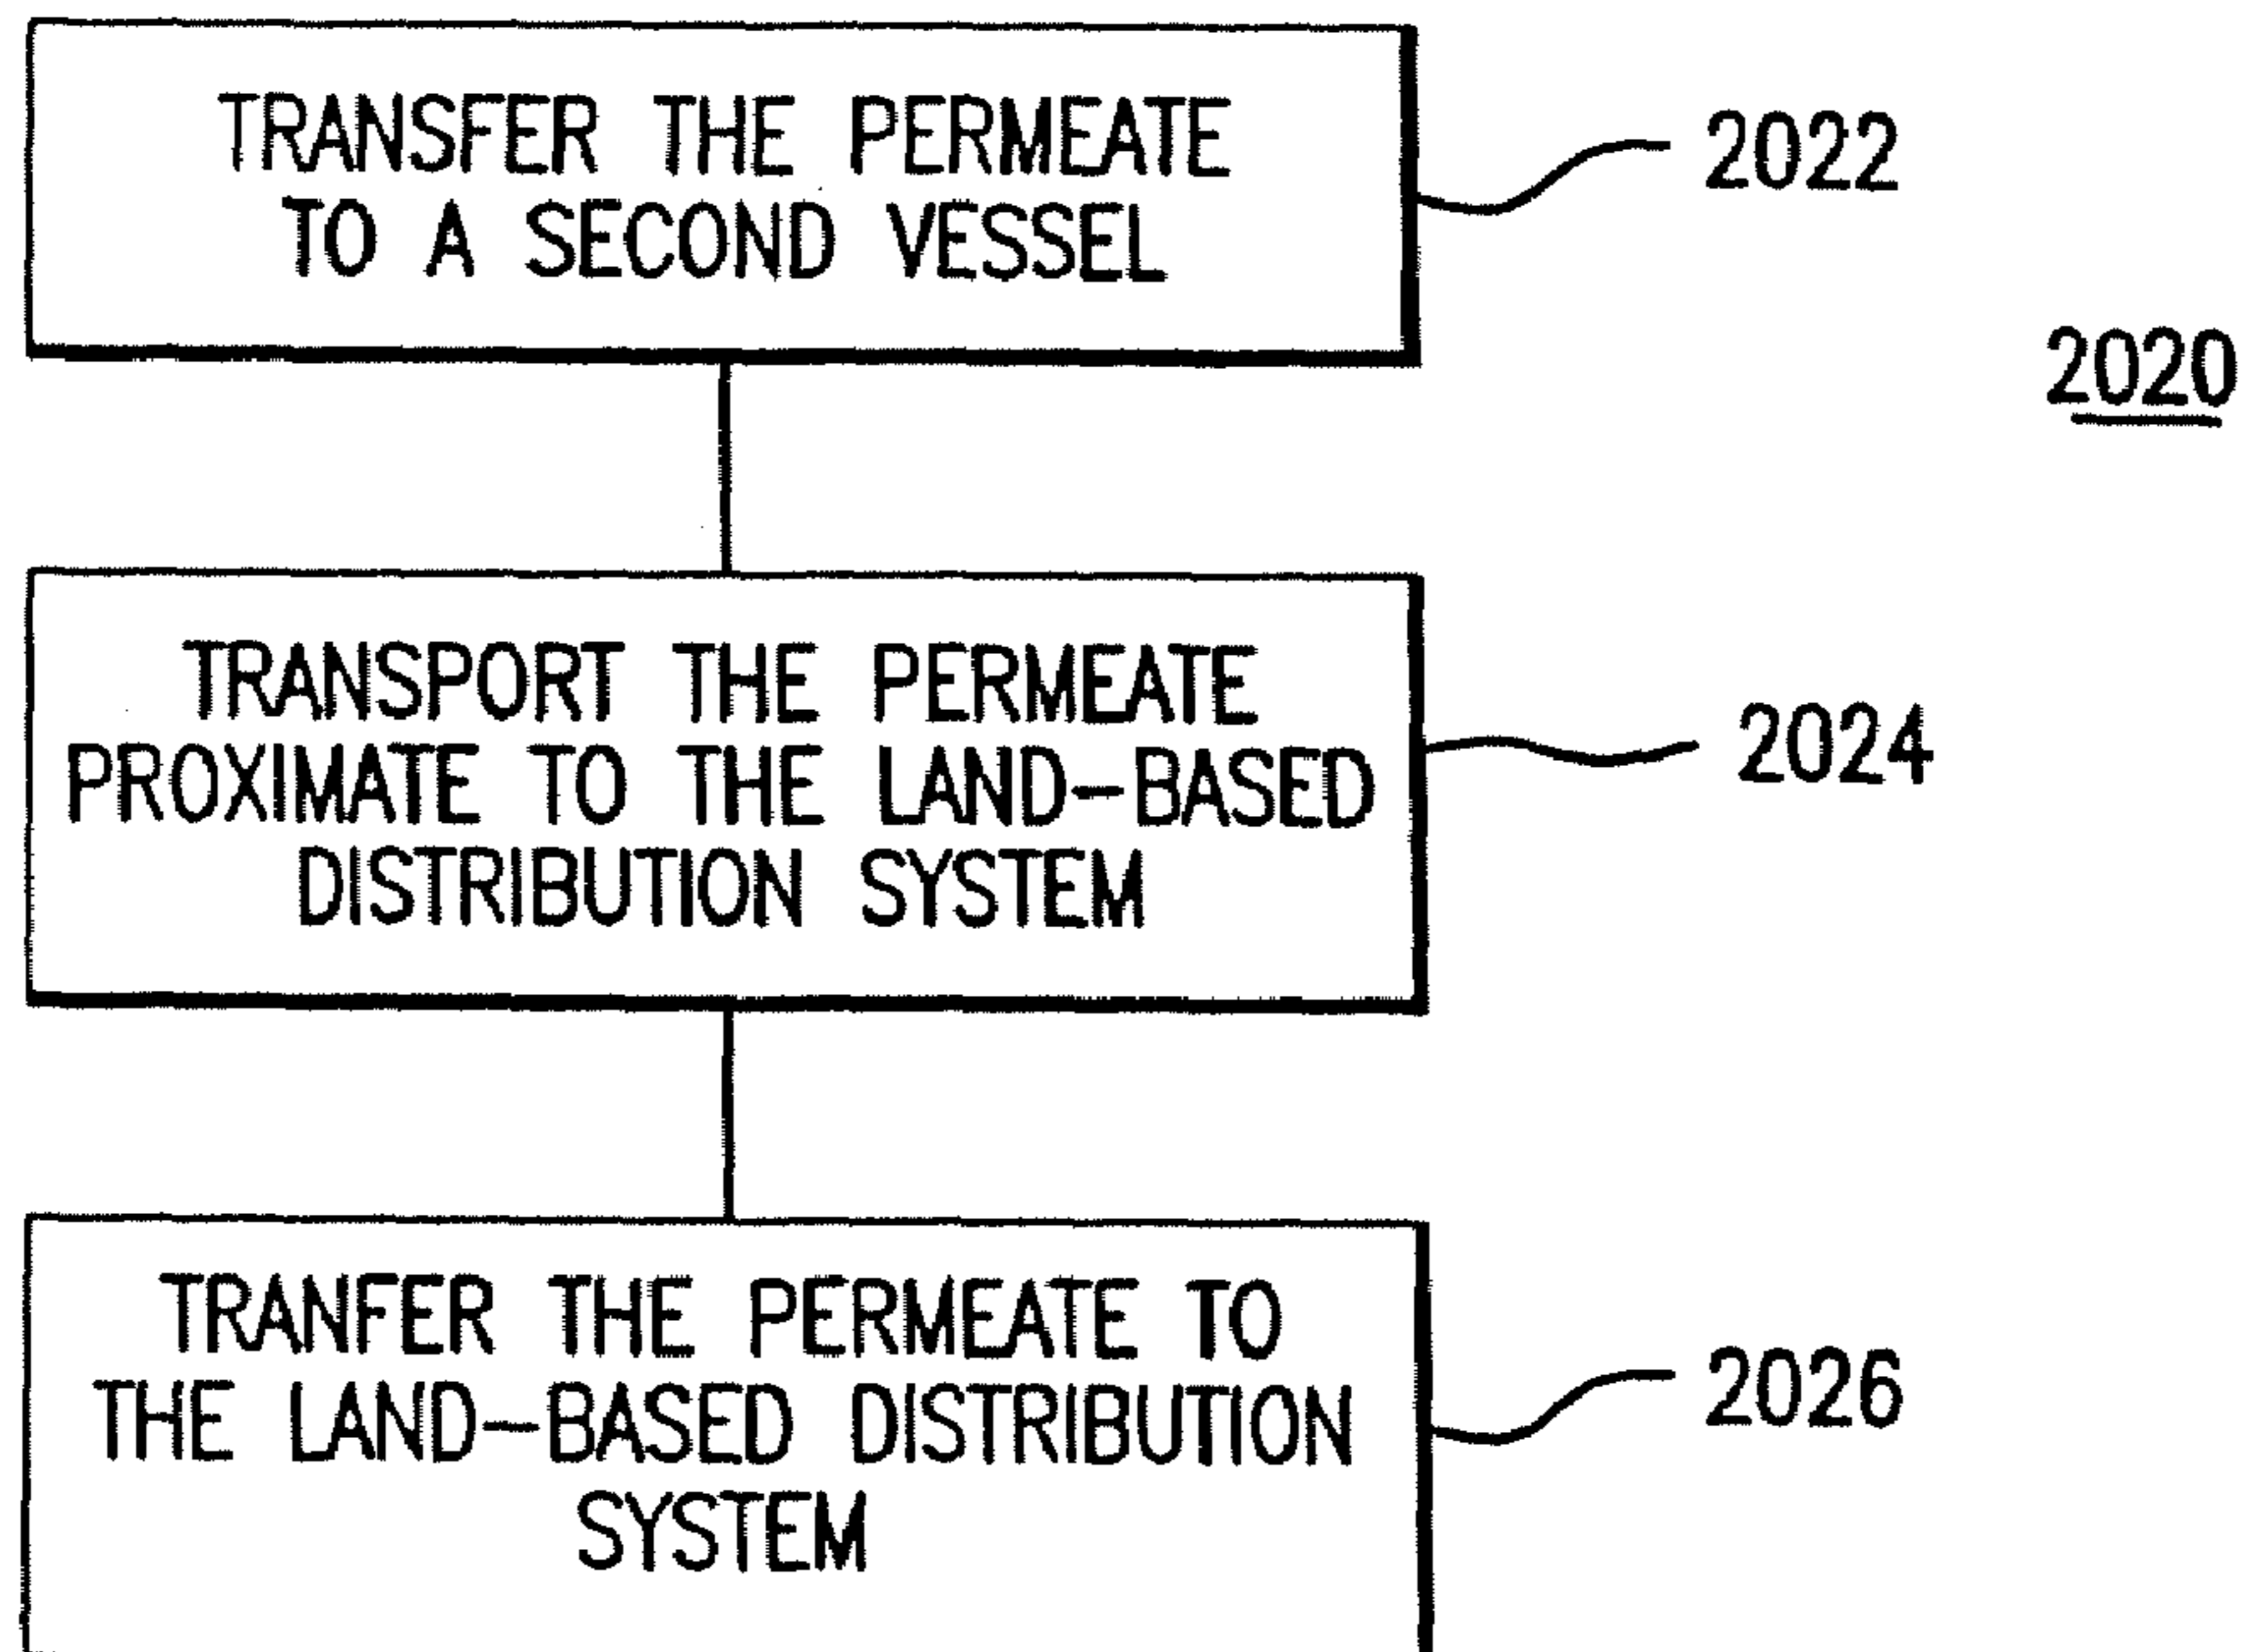 TRANSFER THE PERMEATE
TO A SECOND VESSEL
2022
2020
TRANSPORT THE PERMEATE
PROXIMATE TO THE LAND-BASED
DISTRIBUTION SYSTEM
2024
TRANFER THE PERMEATE TO
THE LAND-BASED DISTRIBUTION
SYSTEM
2026